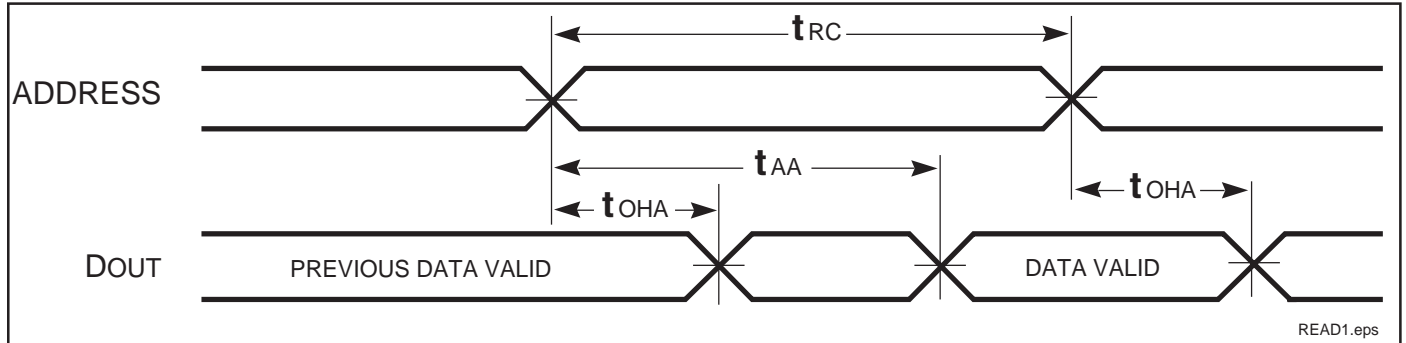 tRC
ADDRESS
tAA
tOHA
tOHA
DOUT
PREVIOUS DATA VALID
DATA VALID
READ1.eps